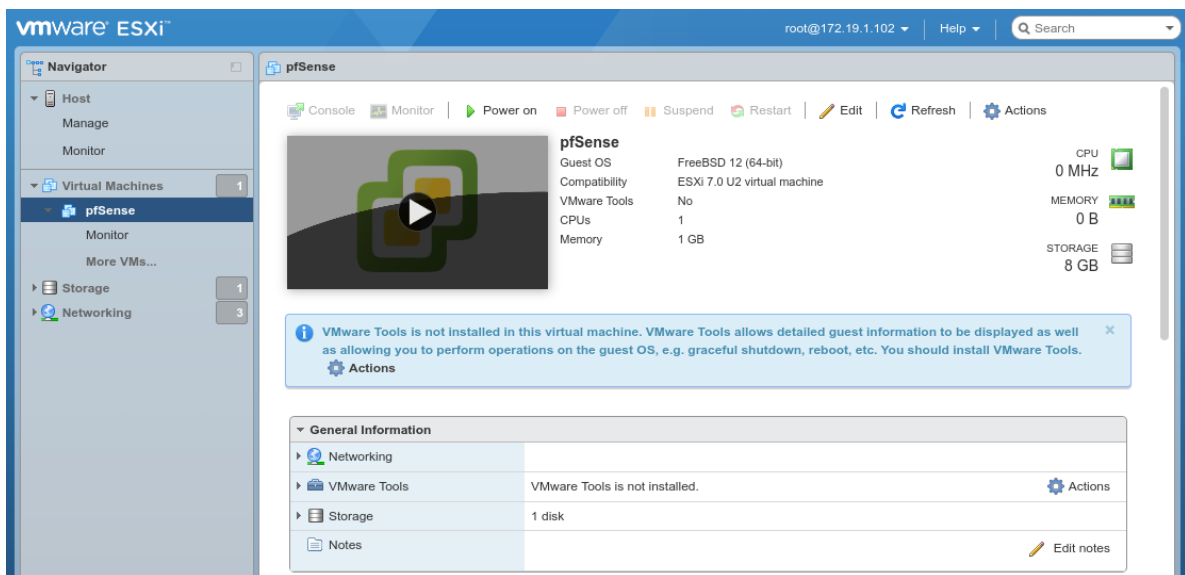 vmware ESXi™
root@172.19.1.102
Help
Search
Navigator
pfSense
Host
Manage
Monitor
Virtual Machines 1
pfSense
Monitor
More VMs...
Storage 1
Networking 3
Console Monitor Power on Power off Suspend Restart Edit Refresh Actions
pfSense
Guest OS FreeBSD 12 (64-bit)
Compatibility ESXi 7.0 U2 virtual machine
VMware Tools No
CPUs 1
Memory 1 GB
CPU
0 MHz
MEMORY
0 B
STORAGE
8 GB
VMware Tools is not installed in this virtual machine. VMware Tools allows detailed guest information to be displayed as well
as allowing you to perform operations on the guest OS, e.g. graceful shutdown, reboot, etc. You should install VMware Tools.
Actions
General Information
Networking
VMware Tools VMware Tools is not installed. Actions
Storage 1 disk
Notes Edit notes